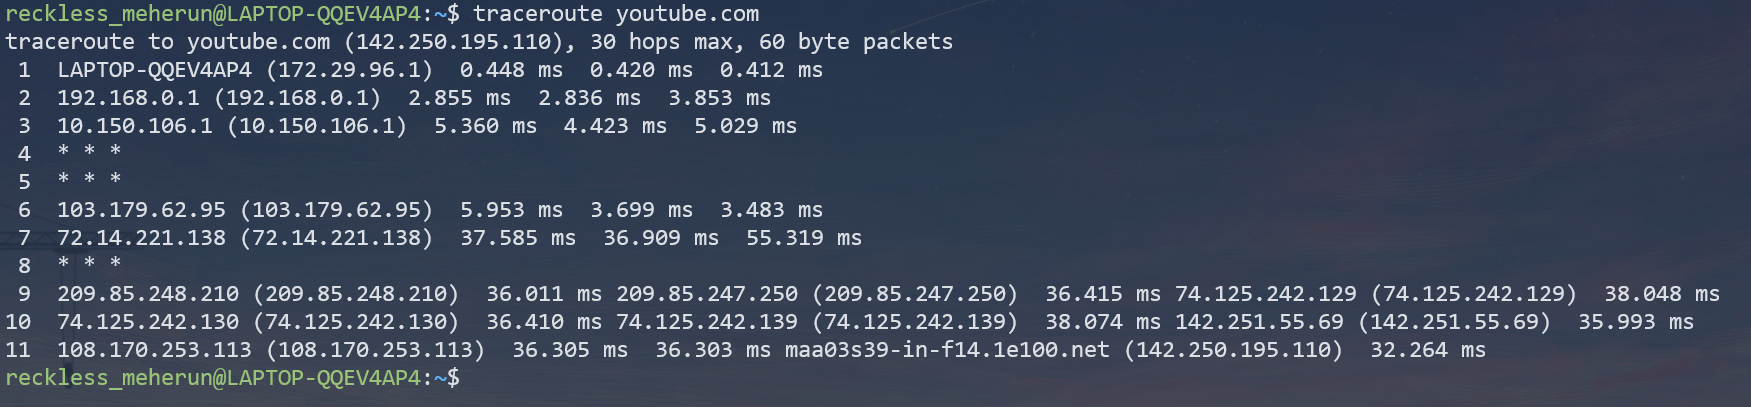 reckless_meherun@LAPTOP-QQEV4AP4:~$ traceroute youtube.com
traceroute to youtube.com (142.250.195.110), 30 hops max, 60 byte packets
 1  LAPTOP-QQEV4AP4 (172.29.96.1)  0.448 ms  0.420 ms  0.412 ms
 2  192.168.0.1 (192.168.0.1)  2.855 ms  2.836 ms  3.853 ms
 3  10.150.106.1 (10.150.106.1)  5.360 ms  4.423 ms  5.029 ms
 4  * * *
 5  * * *
 6  103.179.62.95 (103.179.62.95)  5.953 ms  3.699 ms  3.483 ms
 7  72.14.221.138 (72.14.221.138)  37.585 ms  36.909 ms  55.319 ms
 8  * * *
 9  209.85.248.210 (209.85.248.210)  36.011 ms 209.85.247.250 (209.85.247.250)  36.415 ms 74.125.242.129 (74.125.242.129)  38.048 ms
10  74.125.242.130 (74.125.242.130)  36.410 ms 74.125.242.139 (74.125.242.139)  38.074 ms 142.251.55.69 (142.251.55.69)  35.993 ms
11  108.170.253.113 (108.170.253.113)  36.305 ms  36.303 ms maa03s39-in-f14.1e100.net (142.250.195.110)  32.264 ms
reckless_meherun@LAPTOP-QQEV4AP4:~$